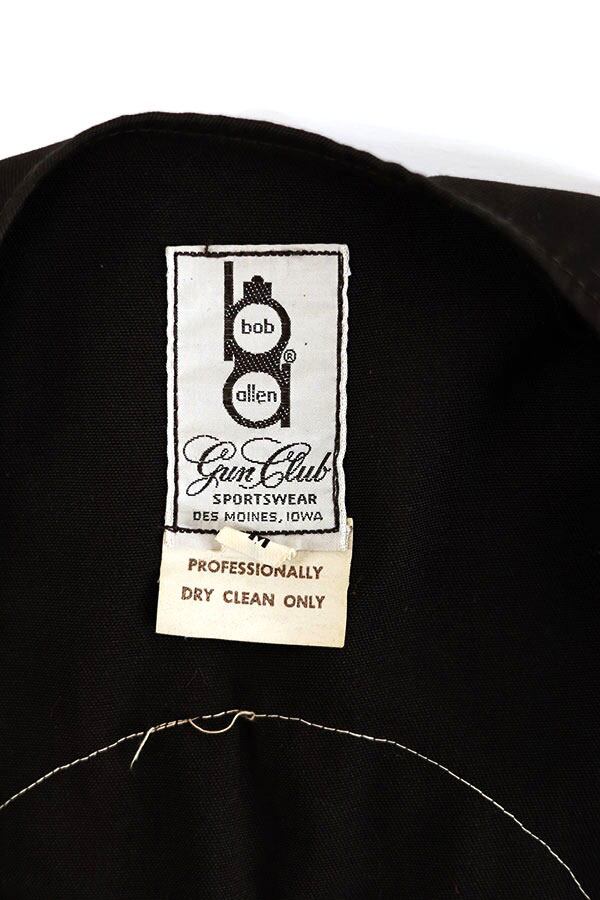 bob
®
allen
Gun Club
SPORTSWEAR
DES MOINES, IOWA
M
PROFESSIONALLY
DRY CLEAN ONLY